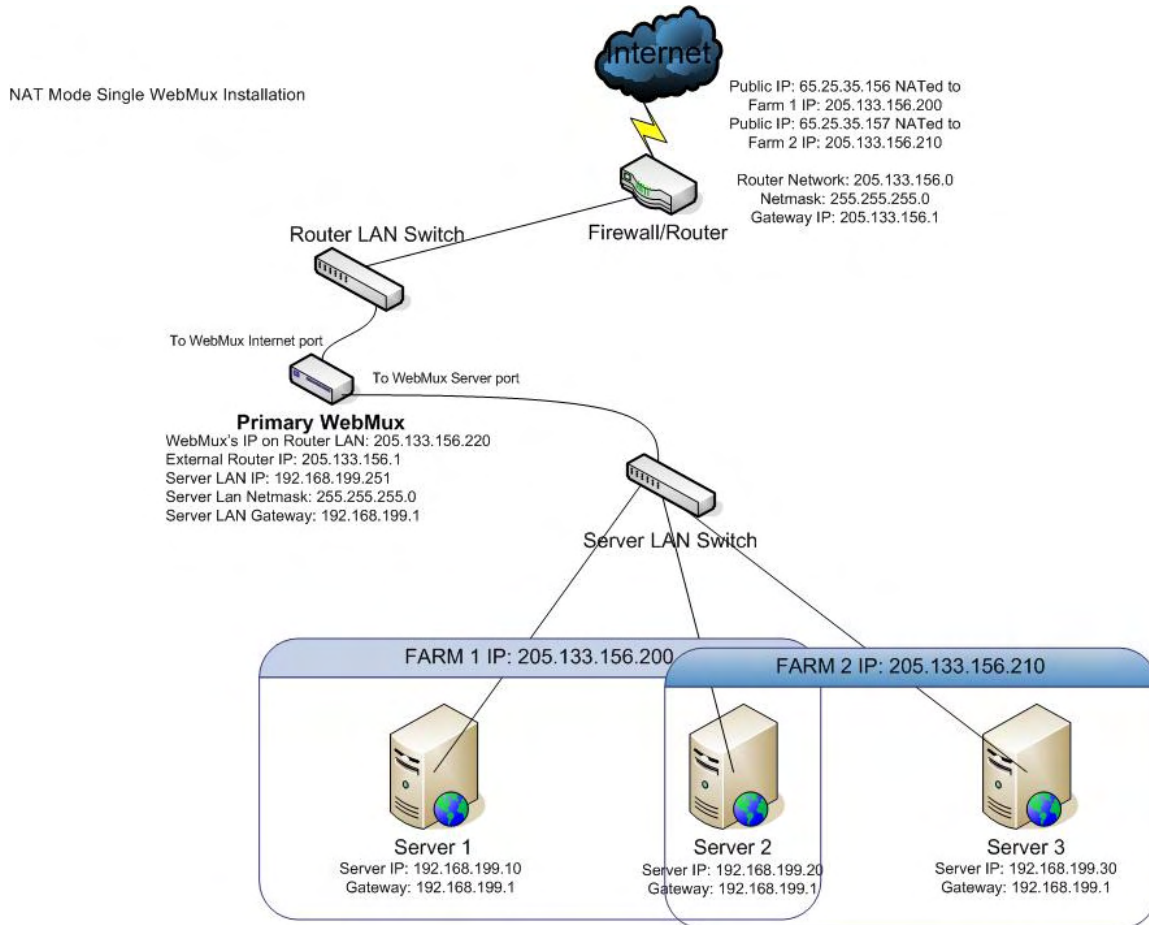 Internet
NAT Mode Single WebMux Installation
Public IP: 65.25.35.156 NATed to
Farm 1 IP: 205.133.156.200
Public IP: 65.25.35.157 NATed to
Farm 2 IP: 205.133.156.210
Router Network: 205.133.156.0
Netmask: 255.255.255.0
Gateway IP: 205.133.156.1
Firewall/Router
Router LAN Switch
To WebMux Internet port
To WebMux Server port
Primary WebMux
WebMux's IP on Router LAN: 205.133.156.220
External Router IP: 205.133.156.1
Server LAN IP: 192.168.199.251
Server Lan Netmask: 255.255.255.0
Server LAN Gateway: 192.168.199.1
Server LAN Switch
FARM 1 IP: 205.133.156.200
FARM 2 IP: 205.133.156.210
Server 1
Server IP: 192.168.199.10
Gateway: 192.168.199.1
Server 2
Server IP: 192.168.199.20
Gateway: 192.168.199.1
Server 3
Server IP: 192.168.199.30
Gateway: 192.168.199.1